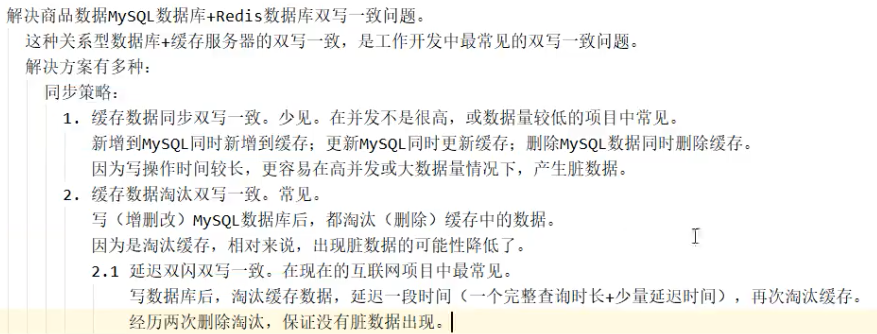 解决商品数据MySQL数据库+Redis数据库双写一致问题。
这种关系型数据库+缓存服务器的双写一致，是工作开发中最常见的双写一致问题。
解决方案有多种：
同步策略：
1. 缓存数据同步双写一致。少见。在并发不是很高，或数据量较低的项目中常见。
新增到MySQL同时新增到缓存；更新MySQL同时更新缓存；删除MySQL数据同时删除缓存。
因为写操作时间较长，更容易在高并发或大数据量情况下，产生脏数据。
2. 缓存数据淘汰双写一致。常见。
写（增删改）MySQL数据库后，都淘汰（删除）缓存中的数据。
因为是淘汰缓存，相对来说，出现脏数据的可能性降低了。
2.1 延迟双闪双写一致。在现在的互联网项目中最常见。
写数据库后，淘汰缓存数据，延迟一段时间（一个完整查询时长+少量延迟时间），再次淘汰缓存。
经历两次删除淘汰，保证没有脏数据出现。